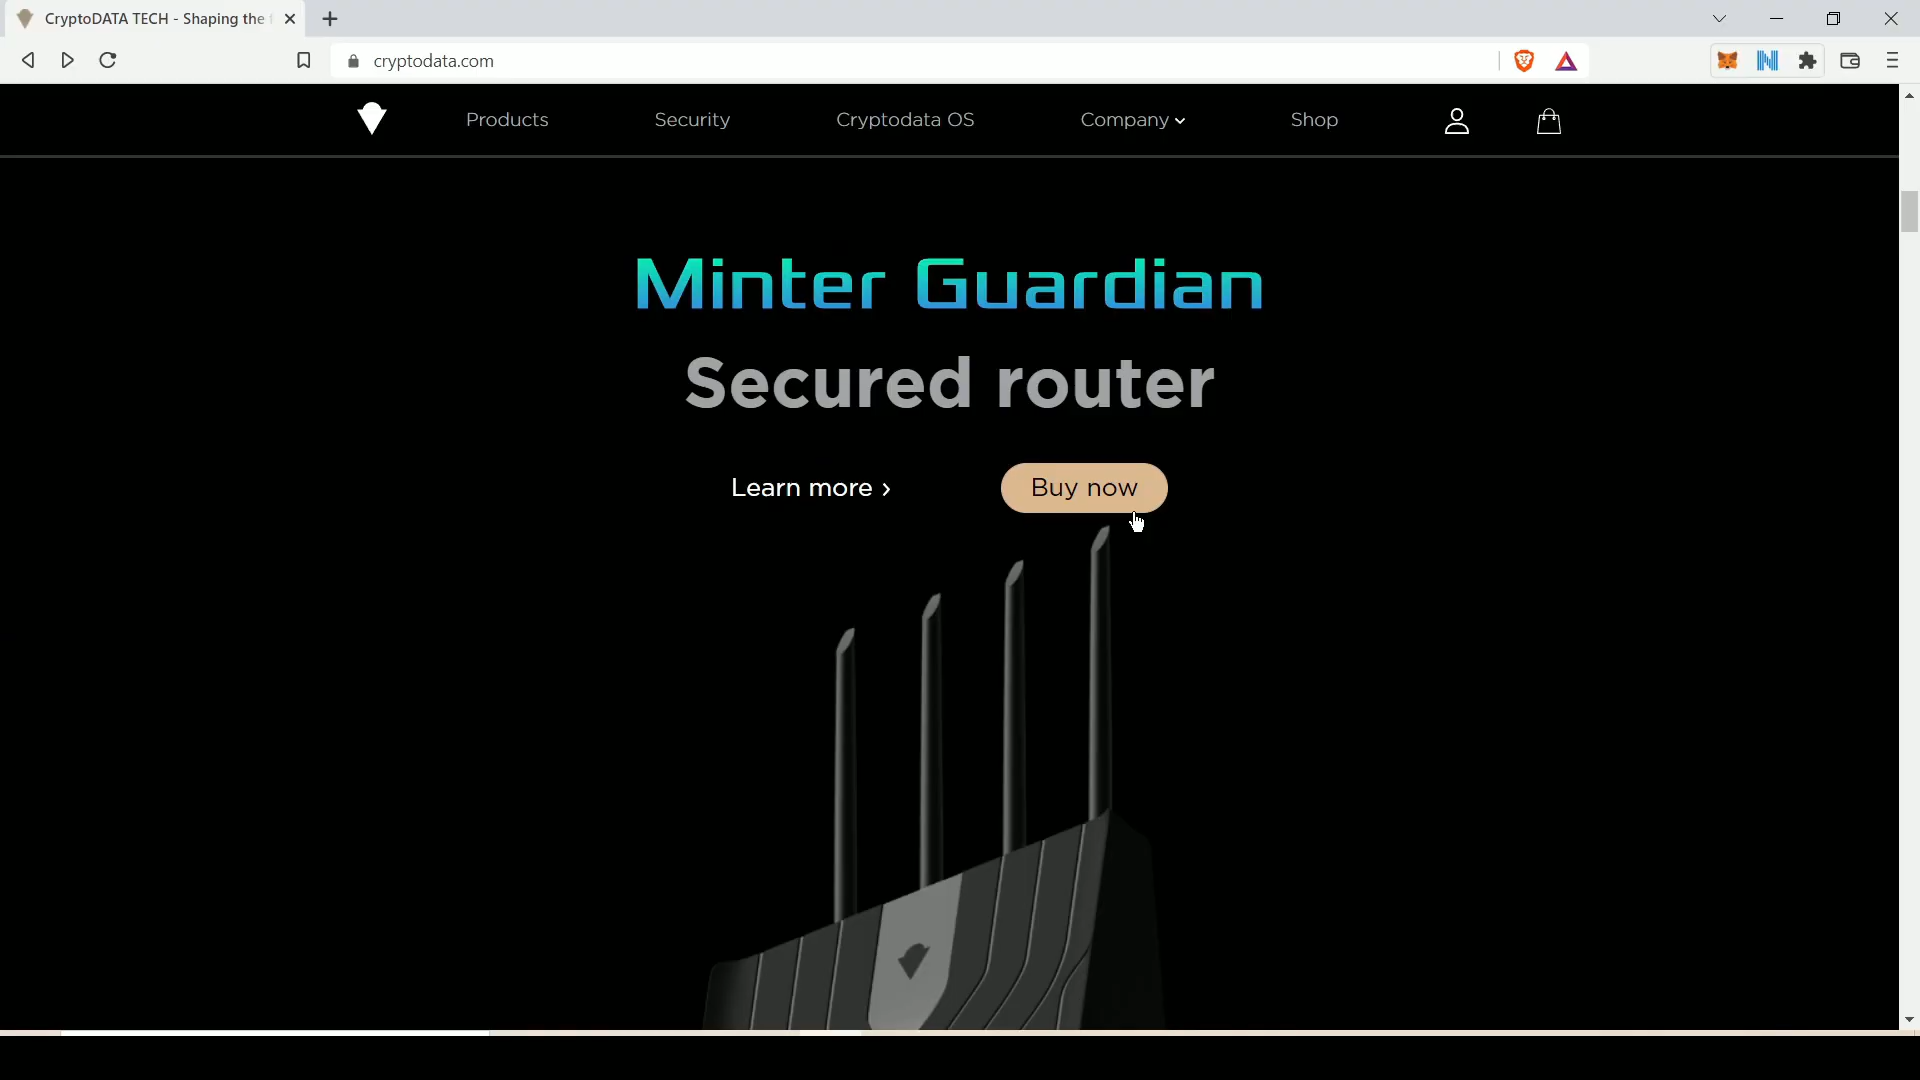 CryptoDATA TECH - Shaping the
cryptodata.com
Products
Security
Cryptodata OS
Company
Shop
Minter Guardian
Secured router
Learn more ›
Buy now